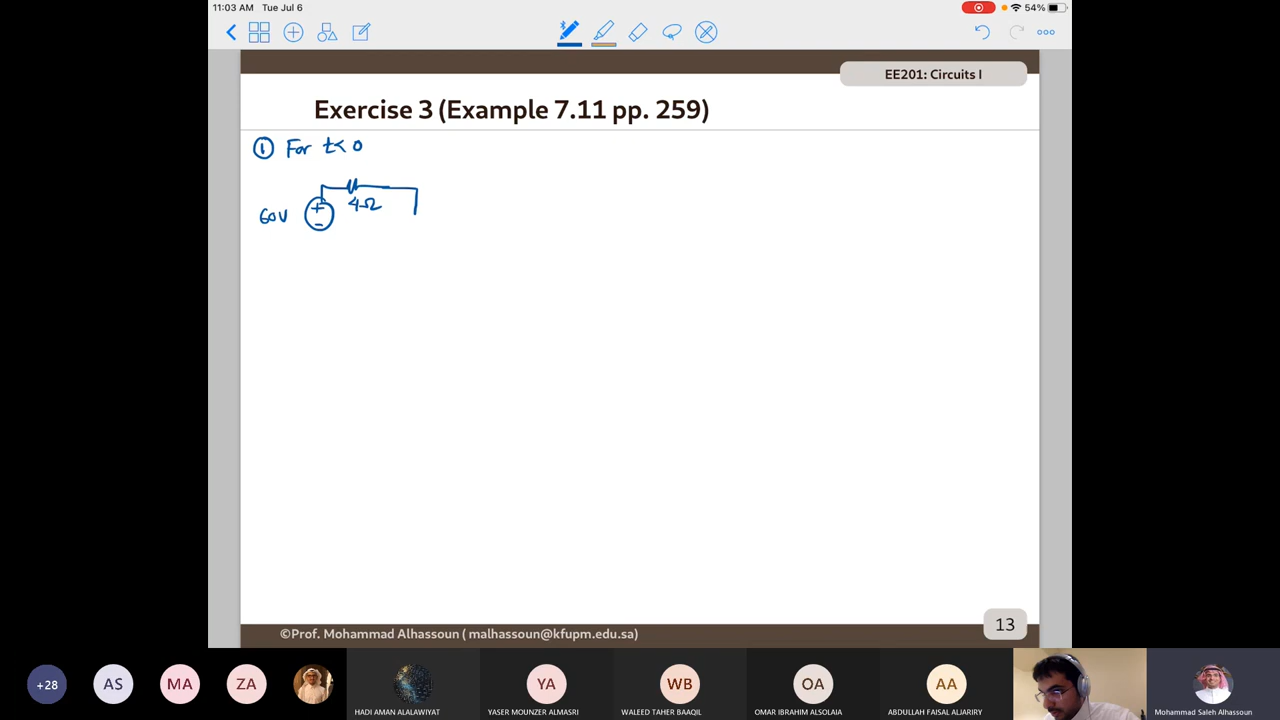 11:03 AM Tue Jul 6
54%
EE201: Circuits I
Exercise 3 (Example 7.11 pp. 259)
① For t< 0
4Ω
60V
+
−
©Prof. Mohammad Alhassoun ( malhassoun@kfupm.edu.sa)
13
+28
AS
MA
ZA
YA
WB
OA
AA
HADI AMAN ALALAWIYAT
YASER MOUNZER ALMASRI
WALEED TAHER BAAQIL
OMAR IBRAHIM ALSOLAIA
ABDULLAH FAISAL ALJARIRY
Mohammad Saleh Alhassoun